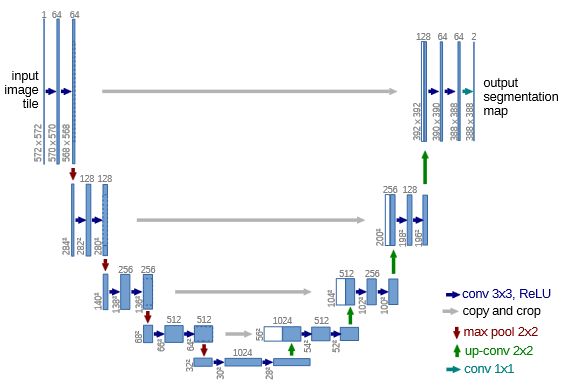 1 64 64
128 64 64 2
input
image
tile
output
segmentation
map
572 x 572
570 x 570
568 x 568
392 x 392
390 x 390
388 x 388
388 x 388
128 128
256 128
284²
282²
280²
200²
198²
196²
256 256
512 256
140²
138²
136²
104²
102²
100²
512 512
1024 512
68²
66²
64²
56²
54²
52²
1024
32²
30²
28²
conv 3x3, ReLU
copy and crop
max pool 2x2
up-conv 2x2
conv 1x1